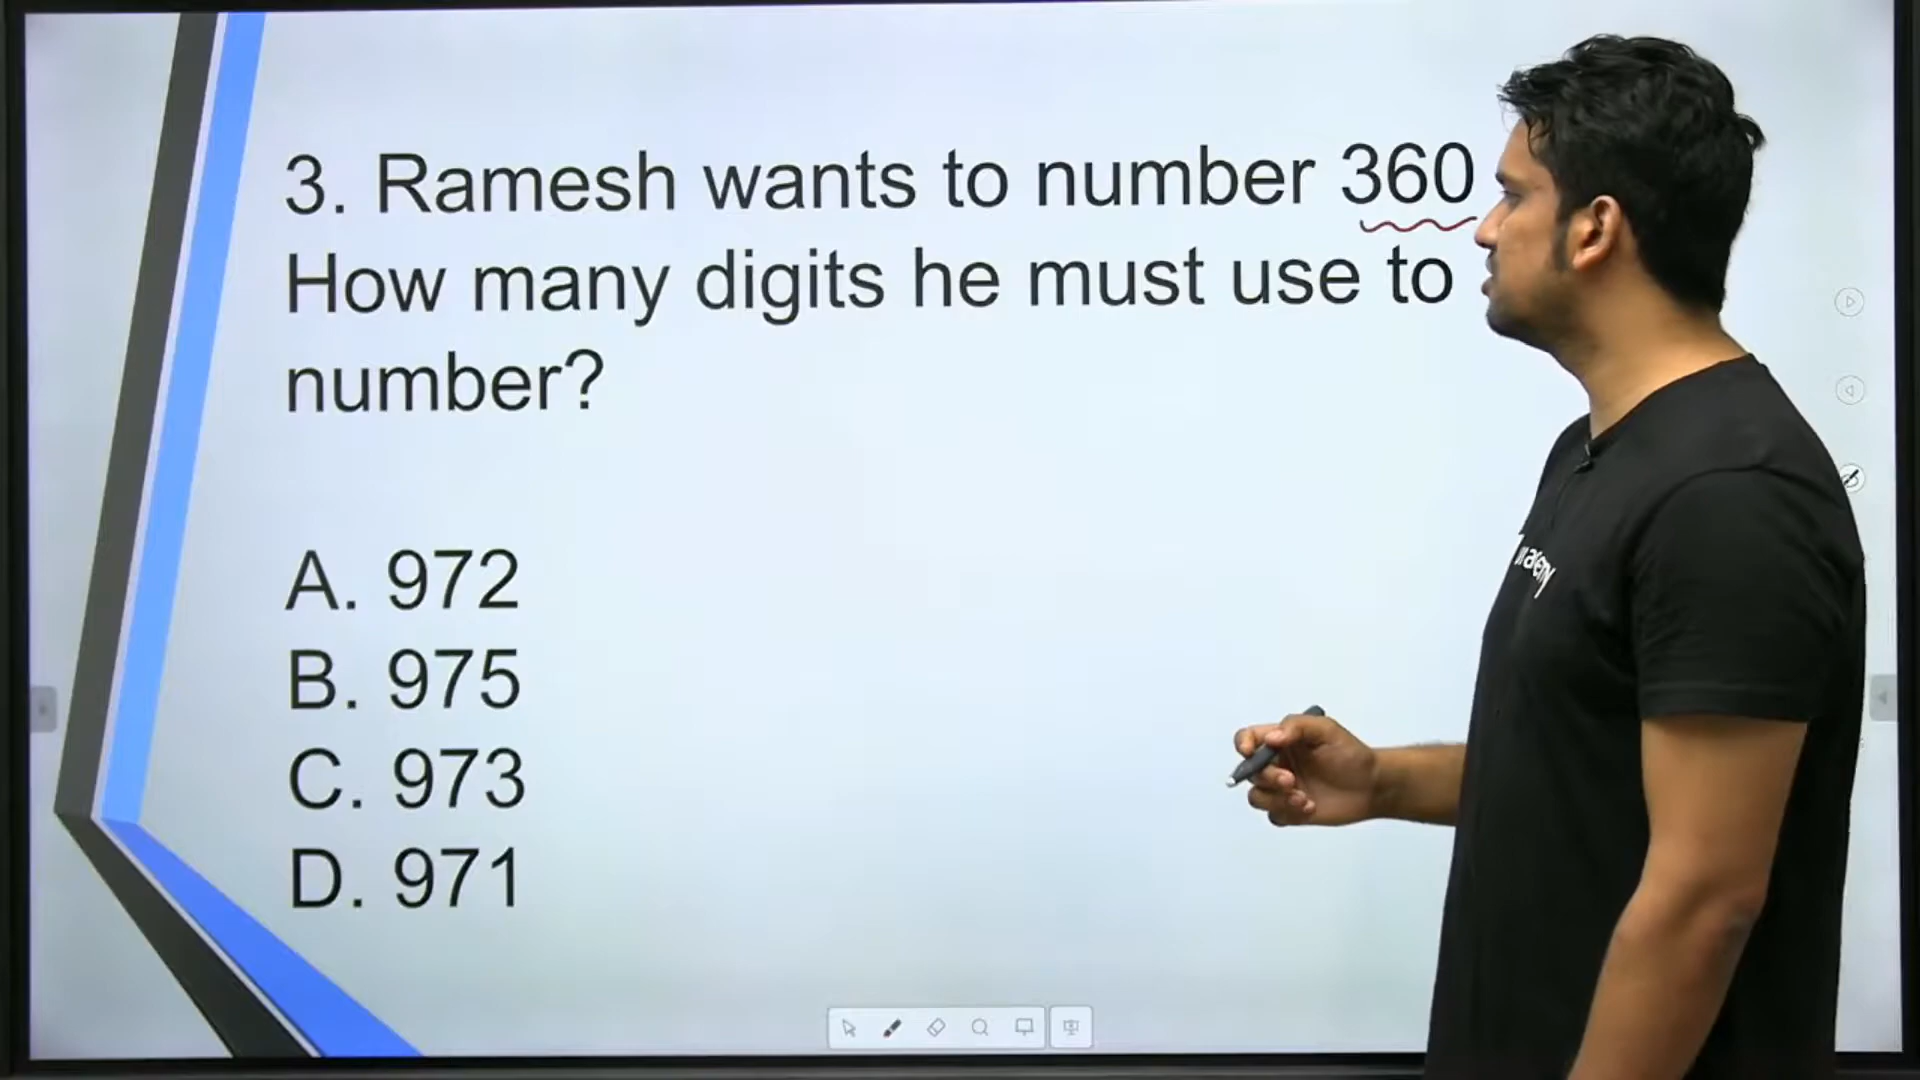 3. Ramesh wants to number 360
How many digits he must use to
number?
A. 972
B. 975
C. 973
D. 971